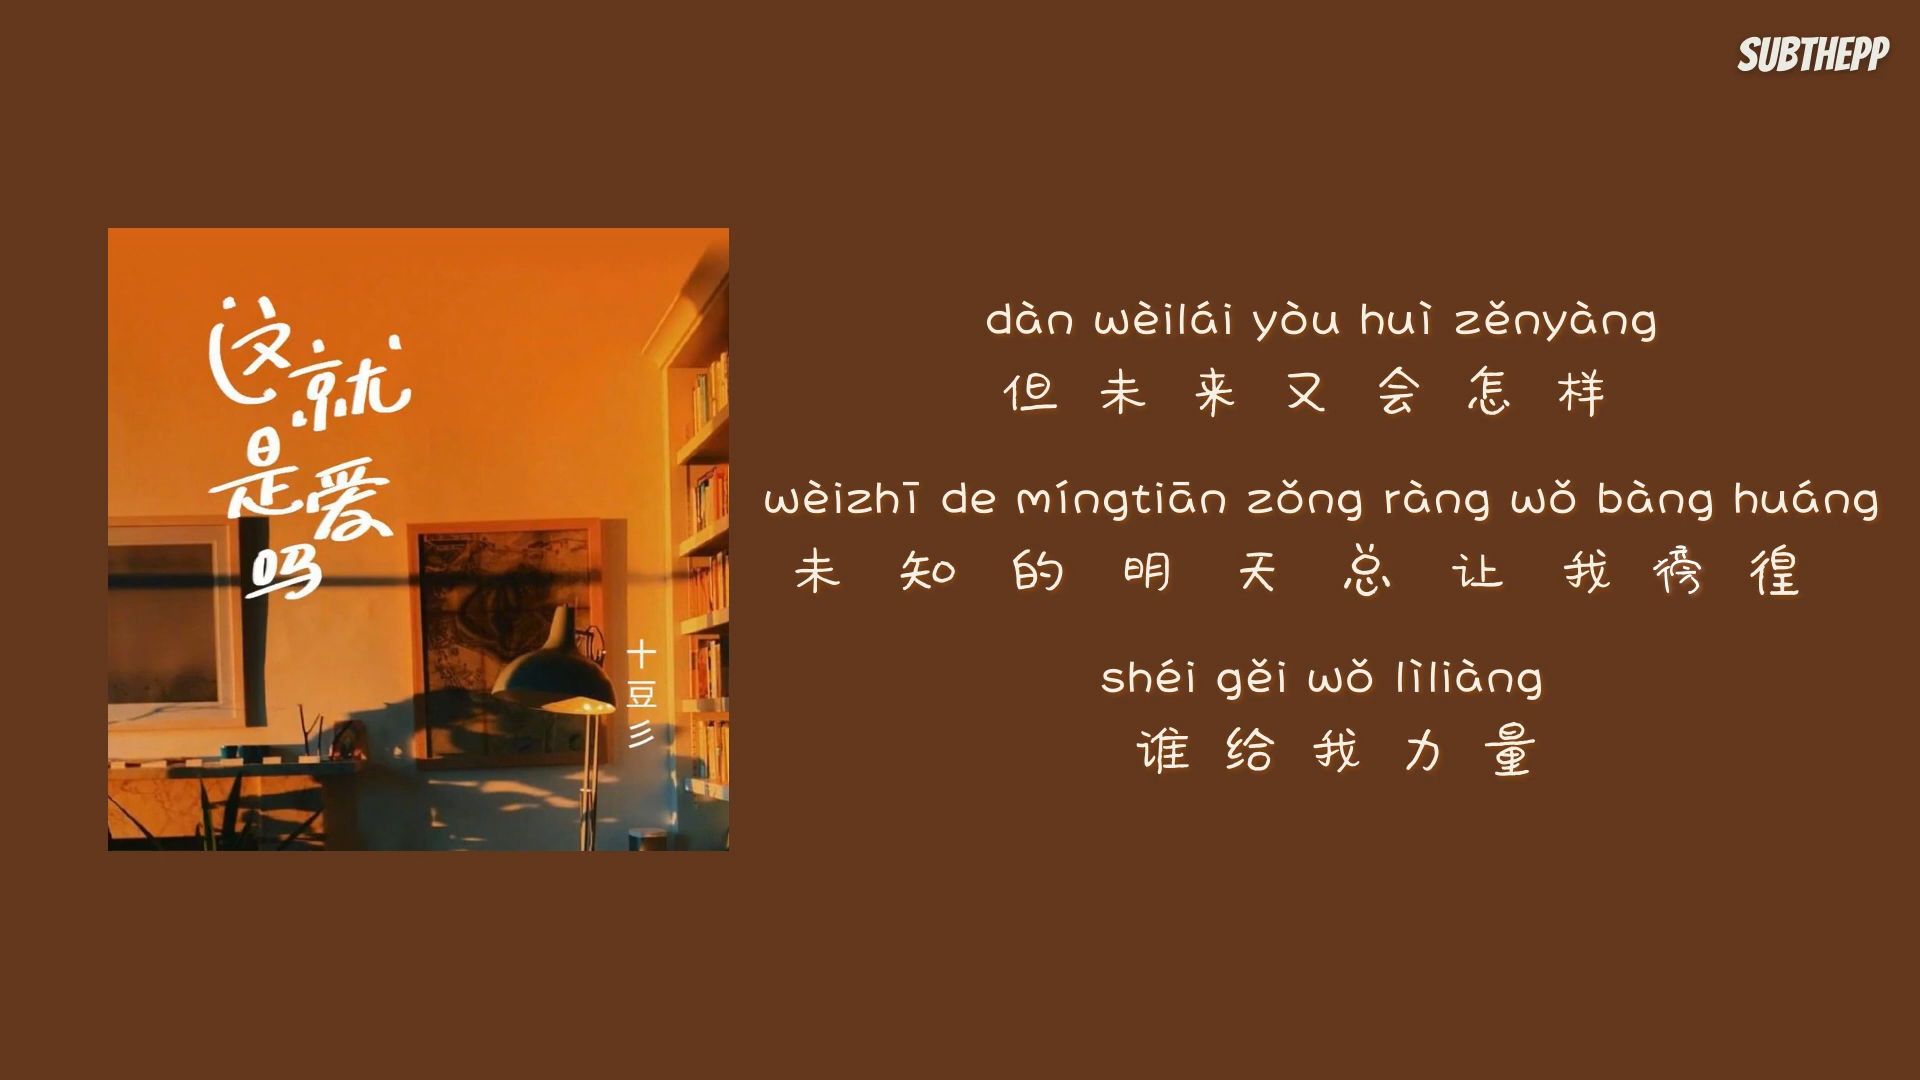 SUBTHEPP
这就
是爱
吗
十豆彡
dàn wèilái yòu huì zěnyàng
但未来又会怎样
wèizhī de míngtiān zǒng ràng wǒ bàng huáng
未知的明天总让我徬徨
shéi gěi wǒ lìliàng
谁给我力量